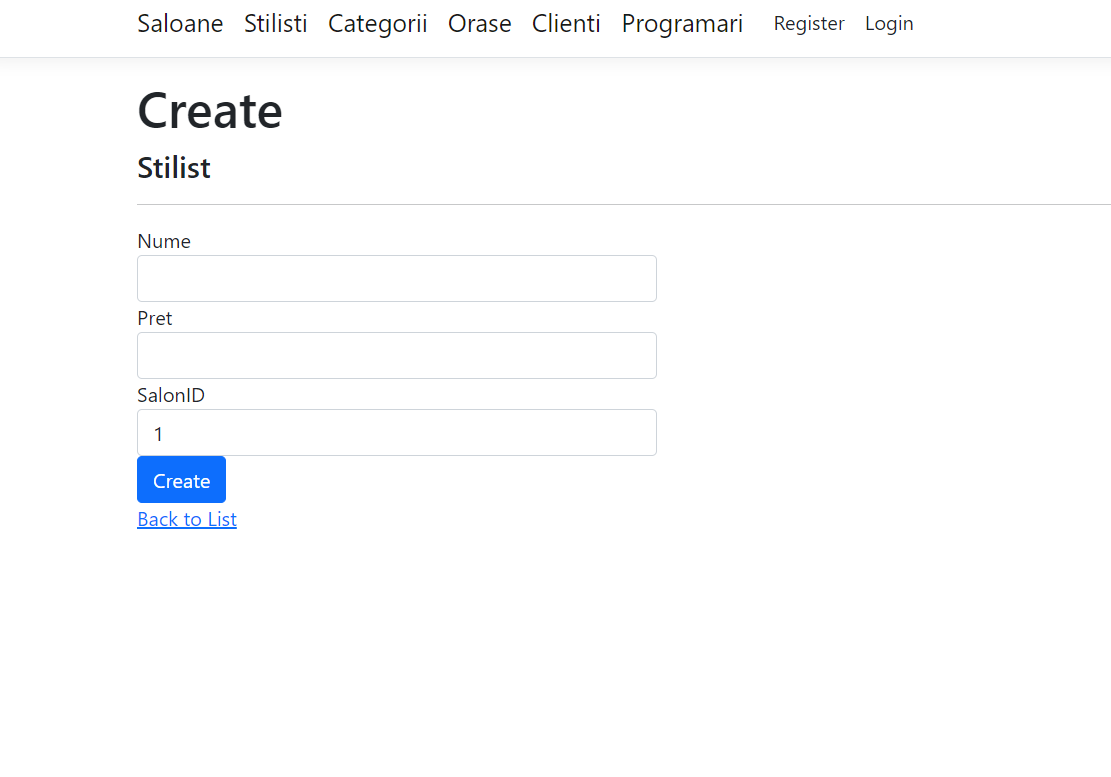 Saloane Stilisti Categorii Orase Clienti Programari Register Login
Create
Stilist
Nume
Pret
SalonID
1
Create
Back to List